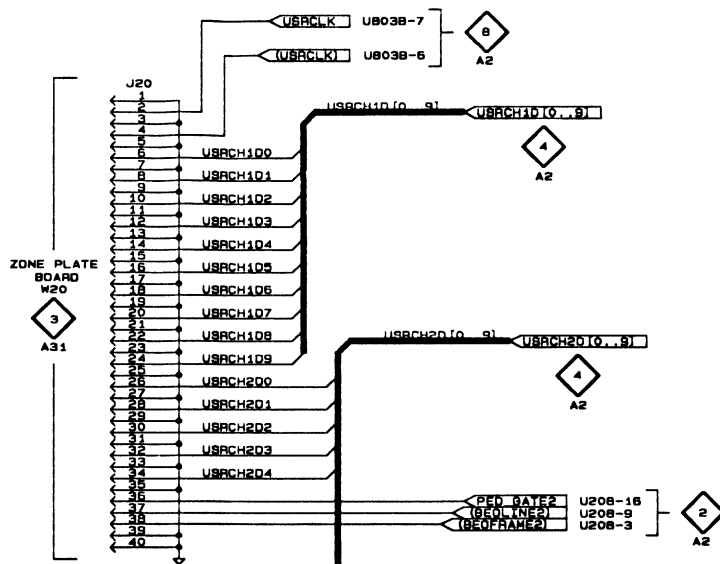 USRCLK U803B-7
(USRCLK) U803B-6
8
A2
J20
1
2
3
4
5
6 USRCH1D0
7
8 USRCH1D1
9
10 USRCH1D2
11
12 USRCH1D3
13
14 USRCH1D4
15
16 USRCH1D5
17
18 USRCH1D6
19
20 USRCH1D7
21
22 USRCH1D8
23
24 USRCH1D9
25
26 USRCH2D0
27
28 USRCH2D1
29
30 USRCH2D2
31
32 USRCH2D3
33
34 USRCH2D4
35
36
37
38
39
40
ZONE PLATE
BOARD
W20
3
A31
USRCH1D[0..9] USRCH1D[0..9]
4
A2
USRCH2D[0..9] USRCH2D[0..9]
4
A2
PED GATE2 U208-16
(BEOLINE2) U208-9
(BEOFRAME2) U208-3
2
A2